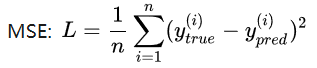 MSE: $L = \frac{1}{n} \sum_{i=1}^{n} (y_{true}^{(i)} - y_{pred}^{(i)})^2$